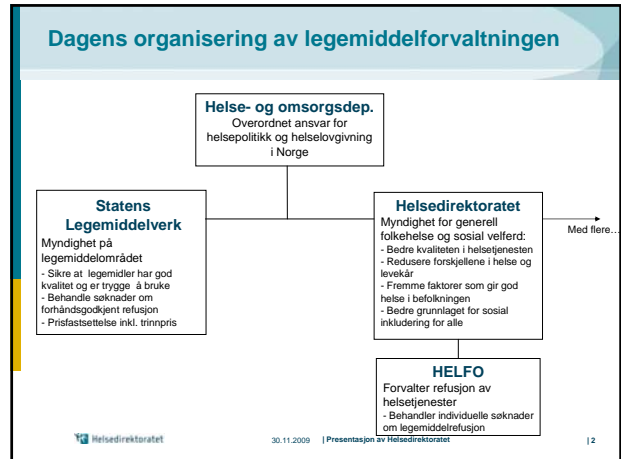 Dagens organisering av legemiddelforvaltningen
Helse- og omsorgsdep.
Overordnet ansvar for
helsepolitikk og helselovgivning
i Norge
Statens
Legemiddelverk
Myndighet på
legemiddelområdet
- Sikre at legemidler har god
kvalitet og er trygge å bruke
- Behandle søknader om
forhåndsgodkjent refusjon
- Prisfastsettelse inkl. trinnpris
Helsedirektoratet
Myndighet for generell
folkehelse og sosial velferd:
- Bedre kvaliteten i helsetjenesten
- Redusere forskjellene i helse og
levekår
- Fremme faktorer som gir god
helse i befolkningen
- Bedre grunnlaget for sosial
inkludering for alle
Med flere…
HELFO
Forvalter refusjon av
helsetjenester
- Behandler individuelle søknader
om legemiddelrefusjon
Helsedirektoratet
30.11.2009 | Presentasjon av Helsedirektoratet | 2